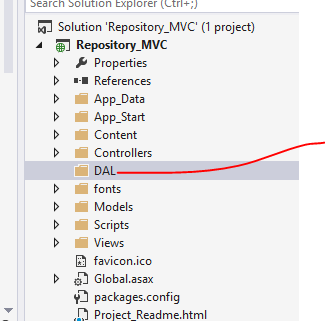 Search Solution Explorer (Ctrl+;)
Solution 'Repository_MVC' (1 project)
Repository_MVC
Properties
References
App_Data
App_Start
Content
Controllers
DAL
fonts
Models
Scripts
Views
favicon.ico
Global.asax
packages.config
Project_Readme.html